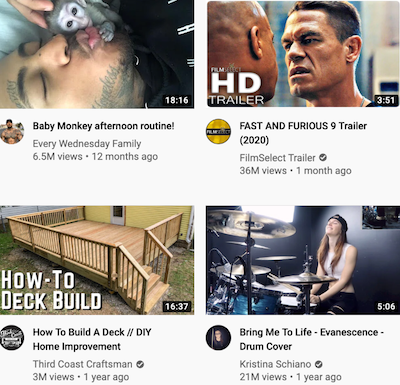 18:16
FILMSELECT
HD
TRAILER
3:51
Baby Monkey afternoon routine!
Every Wednesday Family
6.5M views • 12 months ago
FILMSELECT
FAST AND FURIOUS 9 Trailer
(2020)
FilmSelect Trailer
36M views • 1 month ago
HOW-TO
DECK BUILD
16:37
5:06
How To Build A Deck // DIY
Home Improvement
Third Coast Craftsman
3M views • 1 year ago
Bring Me To Life - Evanescence -
Drum Cover
Kristina Schiano
21M views • 1 year ago